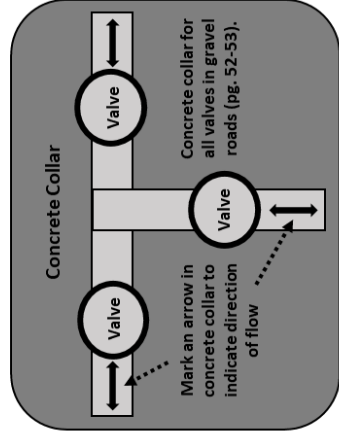 Concrete Collar
Valve
Valve
Valve
Mark an arrow in
concrete collar to
indicate direction
of flow
Concrete collar for
all valves in gravel
roads (pg. 52-53).